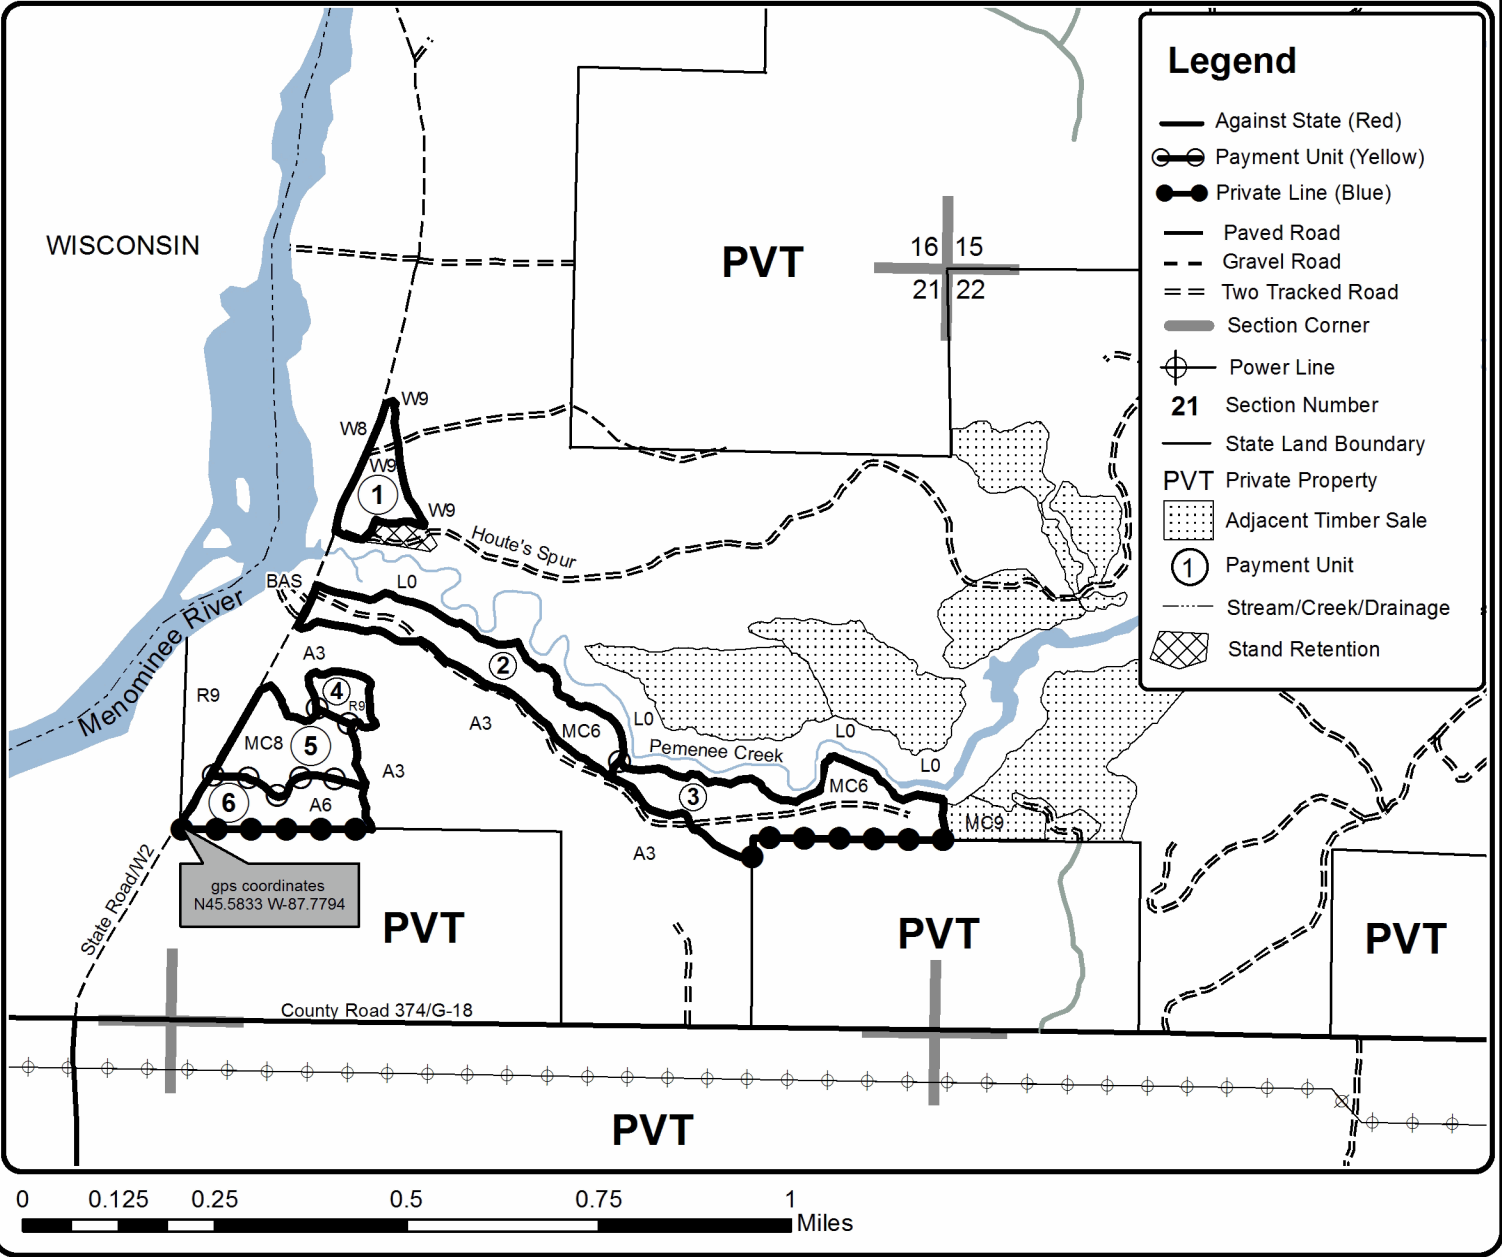 Legend
Against State (Red)
Payment Unit (Yellow)
Private Line (Blue)
Paved Road
Gravel Road
Two Tracked Road
Section Corner
Power Line
21 Section Number
State Land Boundary
PVT Private Property
Adjacent Timber Sale
1 Payment Unit
Stream/Creek/Drainage
Stand Retention
WISCONSIN
PVT
16 15
21 22
W9
W8
W9
1
W9
Houte's Spur
BAS
L0
Menominee River
A3
2
4
R9
R9
A3
MC6
L0
L0
Pemenee Creek
L0
MC8
5
A3
MC6
3
6
A6
MC9
A3
State Road/W2
gps coordinates
N45.5833 W-87.7794
PVT
PVT
PVT
County Road 374/G-18
PVT
0 0.125 0.25 0.5 0.75 1
Miles